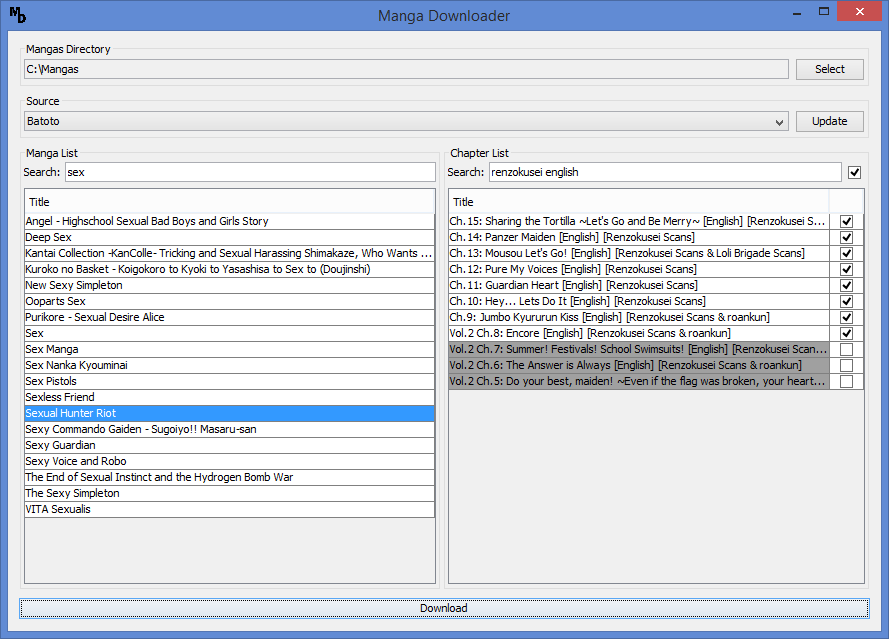 Manga Downloader
Mangas Directory
C:\Mangas
Select
Source
Batoto
Update
Manga List
Search: sex
Title
Angel - Highschool Sexual Bad Boys and Girls Story
Deep Sex
Kantai Collection -KanColle- Tricking and Sexual Harassing Shimakaze, Who Wants ...
Kuroko no Basket - Koigokoro to Kyoki to Yasashisa to Sex to (Doujinshi)
New Sexy Simpleton
Ooparts Sex
Purikore - Sexual Desire Alice
Sex
Sex Manga
Sex Nanka Kyouminai
Sex Pistols
Sexless Friend
Sexual Hunter Riot
Sexy Commando Gaiden - Sugoiyo!! Masaru-san
Sexy Guardian
Sexy Voice and Robo
The End of Sexual Instinct and the Hydrogen Bomb War
The Sexy Simpleton
VITA Sexualis
Chapter List
Search: renzokusei english
Title
Ch.15: Sharing the Tortilla ~Let's Go and Be Merry~ [English] [Renzokusei S...
Ch.14: Panzer Maiden [English] [Renzokusei Scans]
Ch.13: Mousou Let's Go! [English] [Renzokusei Scans & Loli Brigade Scans]
Ch.12: Pure My Voices [English] [Renzokusei Scans]
Ch.11: Guardian Heart [English] [Renzokusei Scans]
Ch.10: Hey... Lets Do It [English] [Renzokusei Scans]
Ch.9: Jumbo Kyururun Kiss [English] [Renzokusei Scans & roankun]
Vol.2 Ch.8: Encore [English] [Renzokusei Scans & roankun]
Vol.2 Ch.7: Summer! Festivals! School Swimsuits! [English] [Renzokusei Scan...
Vol.2 Ch.6: The Answer is Always [English] [Renzokusei Scans & roankun]
Vol.2 Ch.5: Do your best, maiden! ~Even if the flag was broken, your heart...
Download